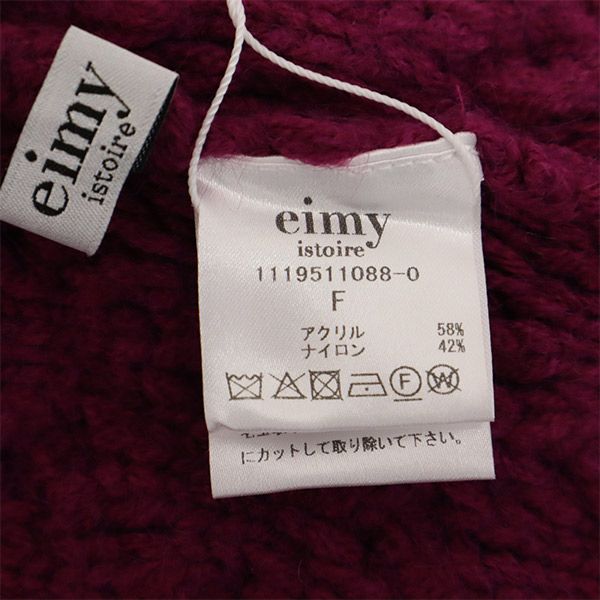 eimy
istoire
eimy
istoire
1119511088-0
F
アクリル 58%
ナイロン 42%
F W
にカットして取り除いて下さい。